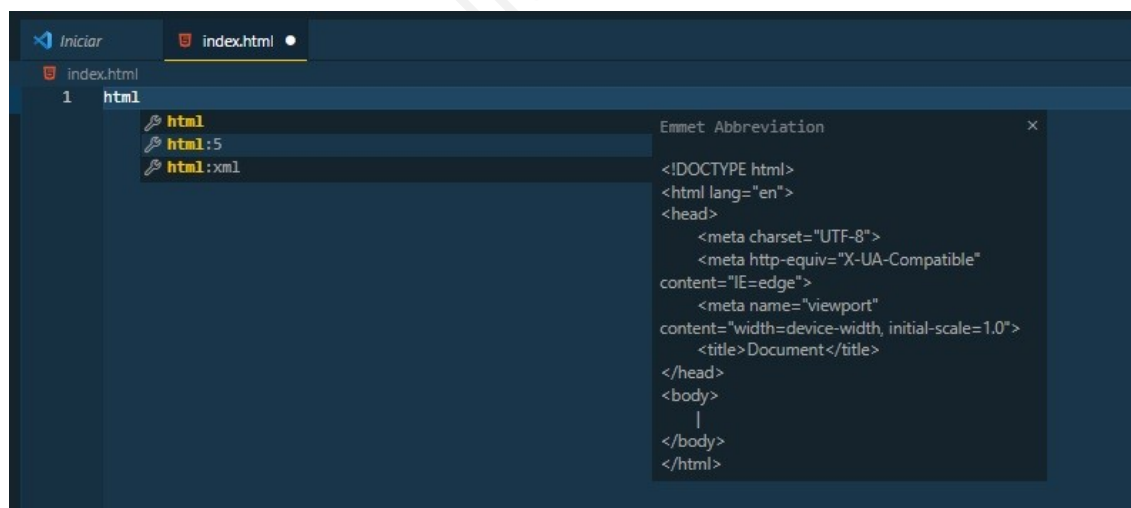 Iniciar
index.html
index.html
1 html
html
html:5
html:xml
Emmet Abbreviation
<!DOCTYPE html>
<html lang="en">
<head>
<meta charset="UTF-8">
<meta http-equiv="X-UA-Compatible"
content="IE=edge">
<meta name="viewport"
content="width=device-width, initial-scale=1.0">
<title>Document</title>
</head>
<body>
|
</body>
</html>